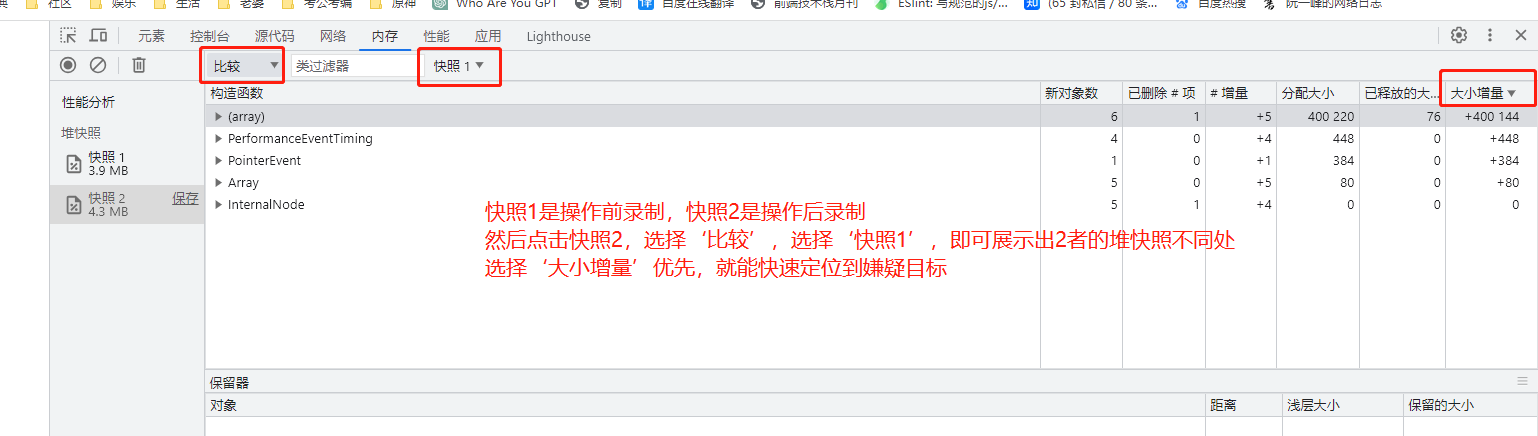 典 社区 娱乐 生活 老婆 考公考编 原神 Who Are You GPT 复制 百度在线翻译 前端技术栈月刊 ESlint: 与规范的js/... (65 封私信 / 80 条... 百度热搜 阮一峰的网络日志
元素 控制台 源代码 网络 内存 性能 应用 Lighthouse
比较 类过滤器 快照 1
性能分析
堆快照
快照 1
3.9 MB
快照 2 保存
4.3 MB
构造函数 新对象数 已删除 # 项 # 增量 分配大小 已释放的大... 大小增量
(array) 6 1 +5 400 220 76 +400 144
PerformanceEventTiming 4 0 +4 448 0 +448
PointerEvent 1 0 +1 384 0 +384
Array 5 0 +5 80 0 +80
InternalNode 5 1 +4 0 0 0
快照1是操作前录制，快照2是操作后录制
然后点击快照2，选择‘比较’，选择‘快照1’，即可展示出2者的堆快照不同处
选择‘大小增量’优先，就能快速定位到嫌疑目标
保留器
对象 距离 浅层大小 保留的大小